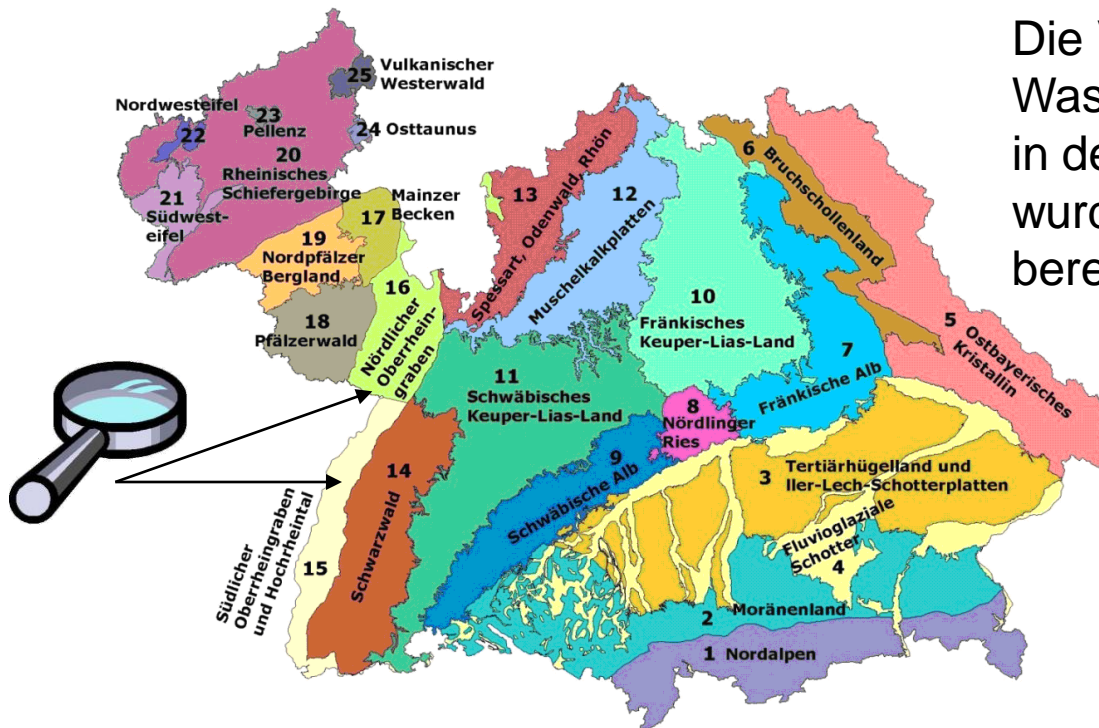 25 Vulkanischer
Westerwald
Nordwesteifel
22
23
Pellenz
24 Osttaunus
20
Rheinisches
Schiefergebirge
21
Südwest-
eifel
Mainzer
Becken
17
19
Nordpfälzer
Bergland
16
Nördlicher
Oberrhein-
graben
18
Pfälzerwald
13
Spessart, Odenwald, Rhön
12
Muschelkalkplatten
10
Fränkisches
Keuper-Lias-Land
6 Bruchschollenland
5 Ostbayerisches
Kristallin
7
Fränkische Alb
8
Nördlinger
Ries
11
Schwäbisches
Keuper-Lias-Land
9
Schwäbische Alb
14
Schwarzwald
15
Südlicher
Oberrheingraben
und Hochrheintal
3 Tertiärhügelland und
Iller-Lech-Schotterplatten
Fluvioglaziale
Schotter
4
2 Moränenland
1 Nordalpen
Die
Was
in de
wurd
bere